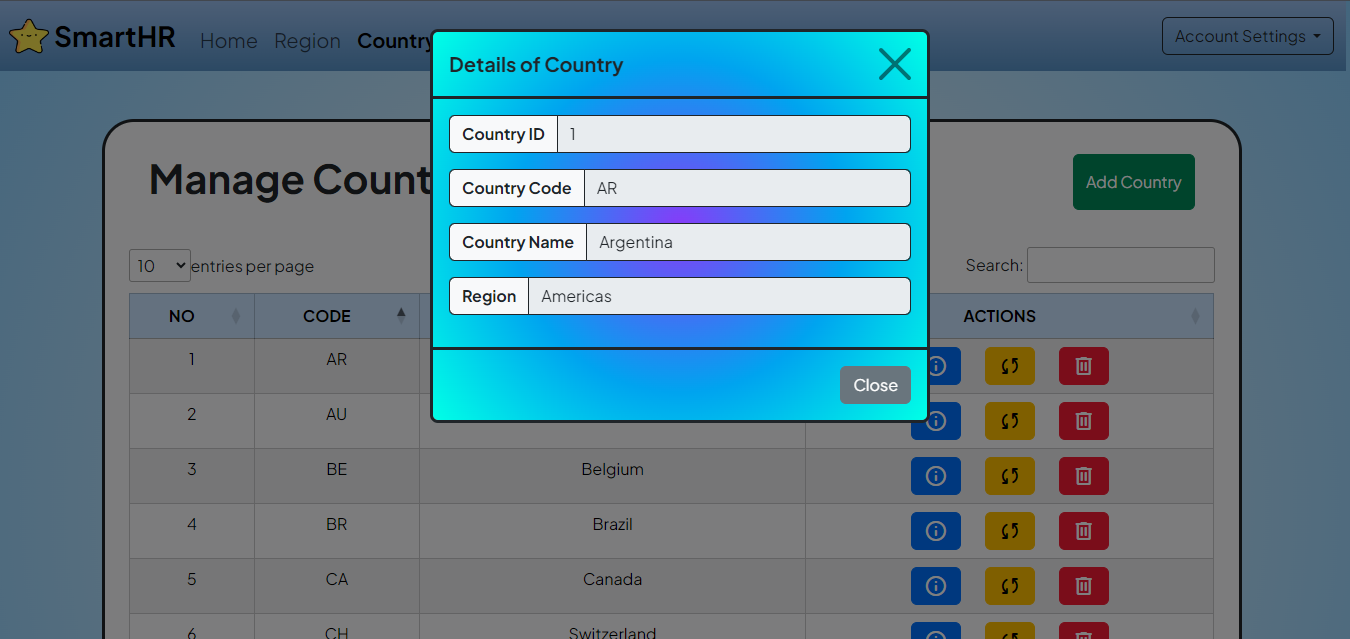 SmartHR Home Region Country Account Settings
Details of Country
Country ID 1
Country Code AR
Country Name Argentina
Region Americas
Close
Manage Count
Add Country
10 entries per page Search:
NO CODE ACTIONS
1 AR
2 AU
3 BE Belgium
4 BR Brazil
5 CA Canada
6 CH Switzerland